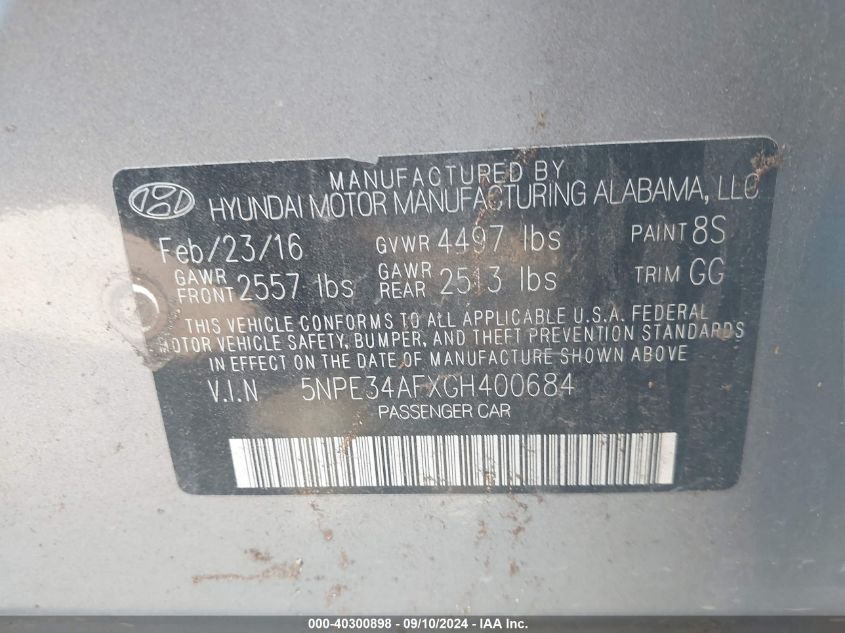 MANUFACTURED BY
HYUNDAI MOTOR MANUFACTURING ALABAMA, LLC
Feb/23/16 GVWR 4497 lbs PAINT 8S
GAWR FRONT 2557 lbs GAWR REAR 2513 lbs TRIM GG
THIS VEHICLE CONFORMS TO ALL APPLICABLE U.S.A. FEDERAL
MOTOR VEHICLE SAFETY, BUMPER, AND THEFT PREVENTION STANDARDS
IN EFFECT ON THE DATE OF MANUFACTURE SHOWN ABOVE
V.I.N 5NPE34AFXGH400684
PASSENGER CAR
000-40300898 - 09/10/2024 - IAA Inc.